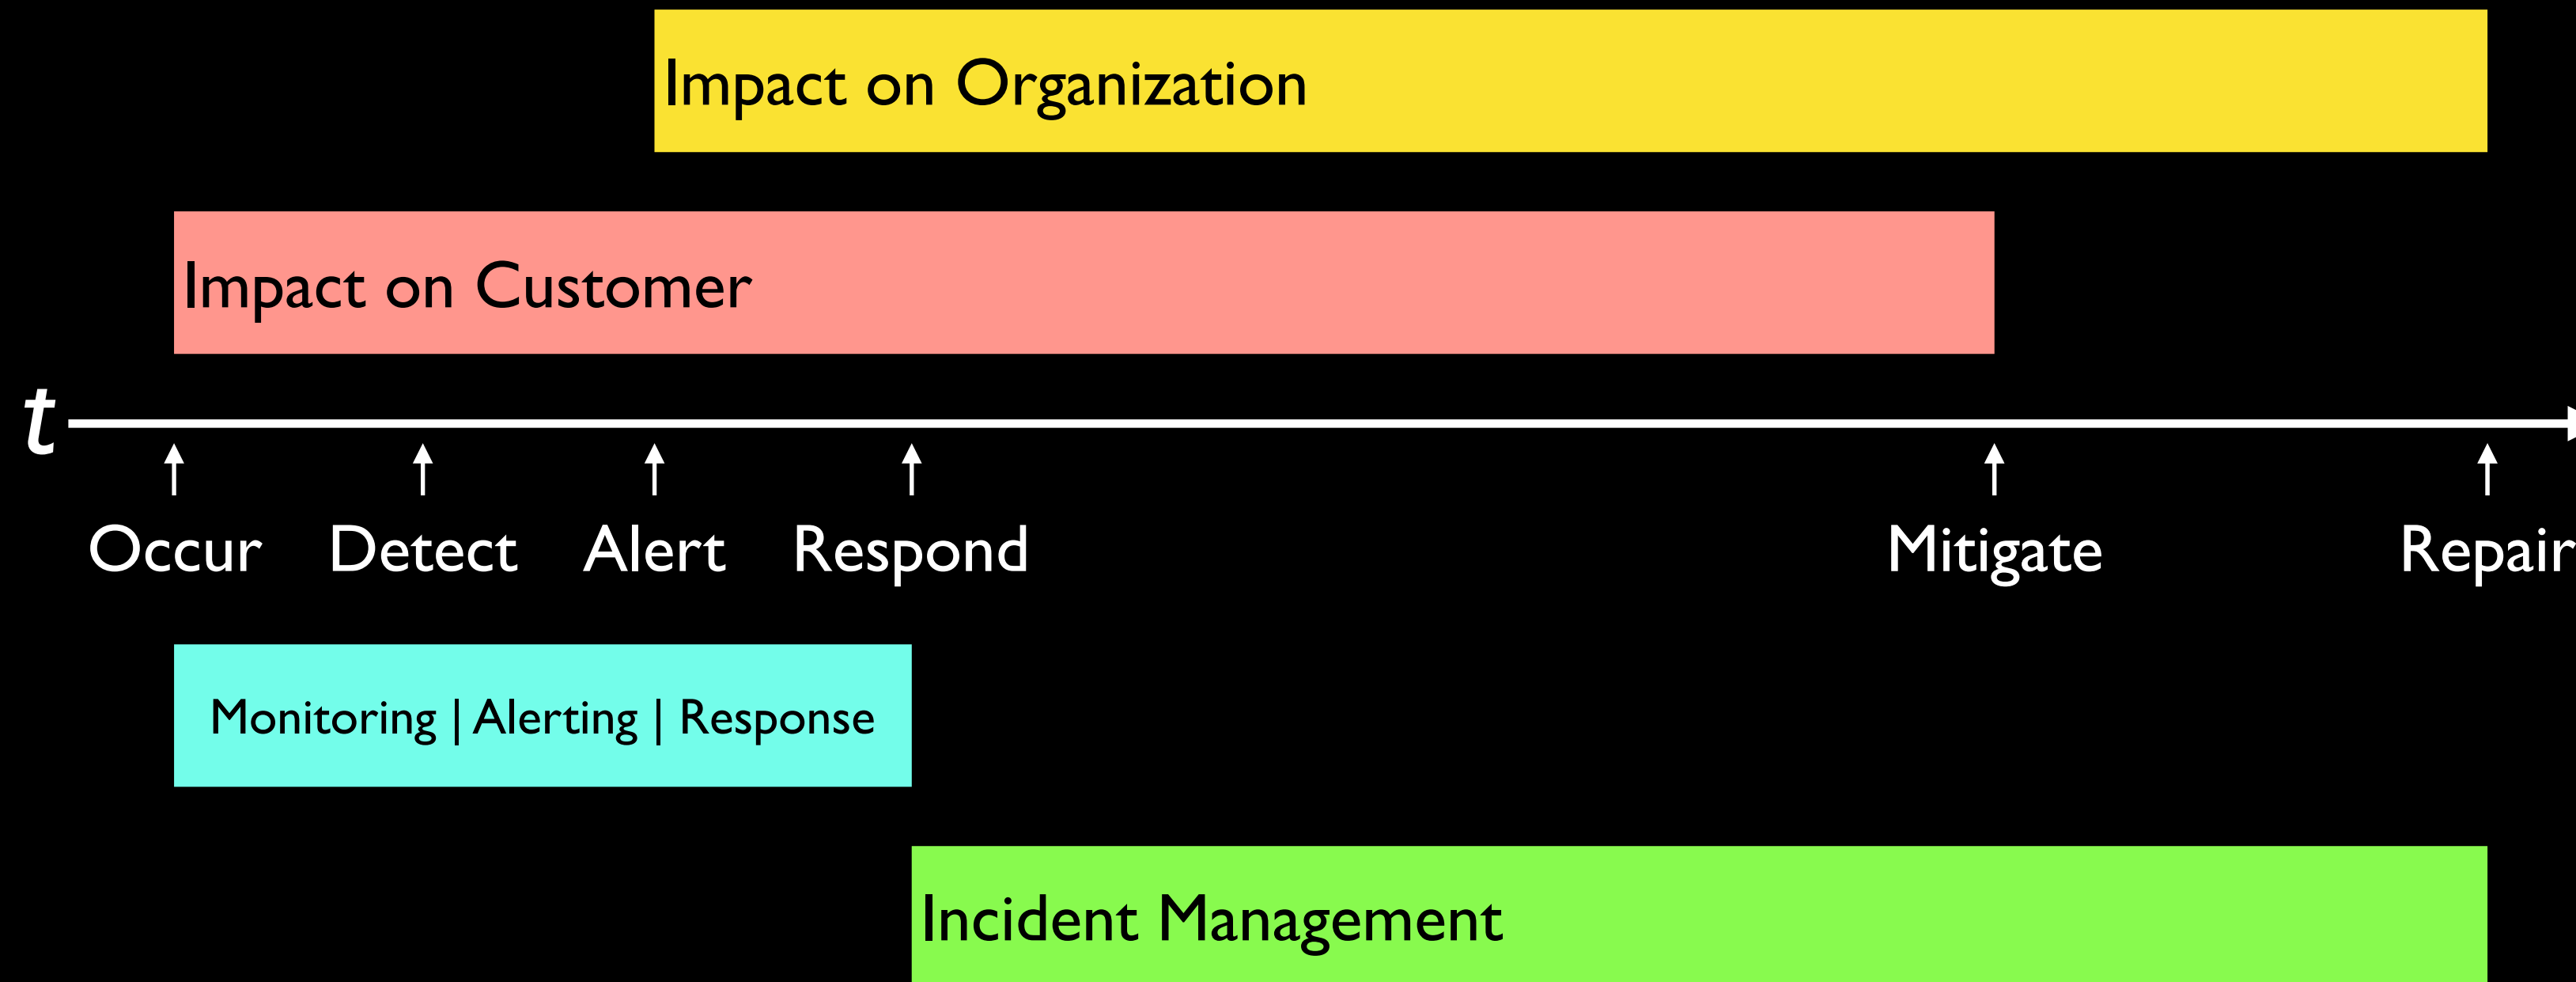 Impact on Organization
Impact on Customer
t
Occur Detect Alert Respond Mitigate Repair
Monitoring | Alerting | Response
Incident Management